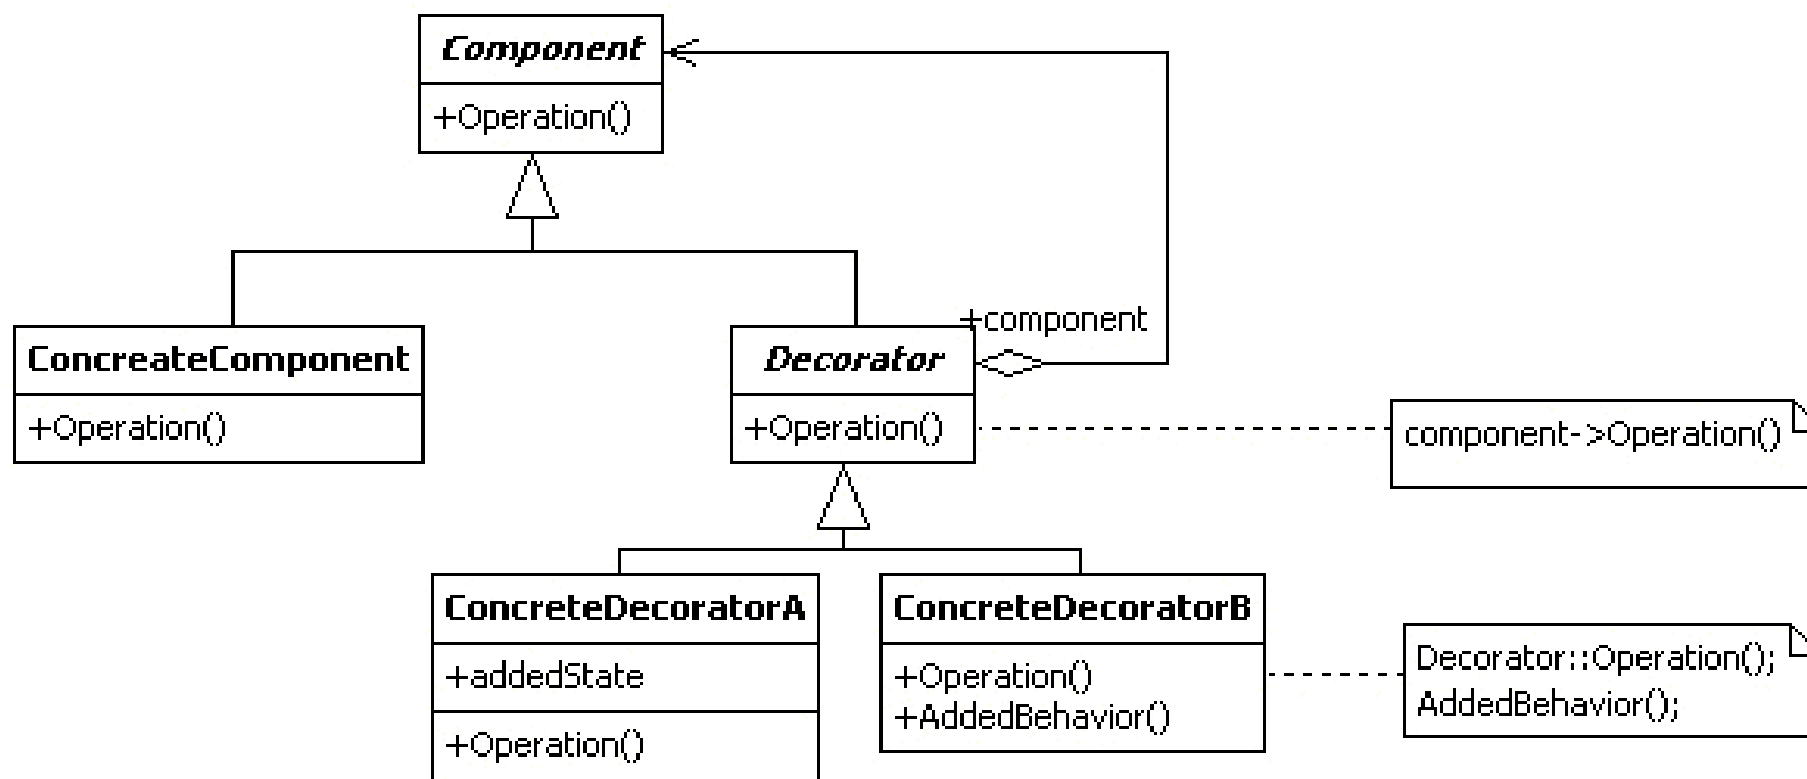 Component
+Operation()
+component
ConcreateComponent
+Operation()
Decorator
+Operation()
component->Operation()
ConcreteDecoratorA
+addedState
+Operation()
ConcreteDecoratorB
+Operation()
+AddedBehavior()
Decorator::Operation();
AddedBehavior();